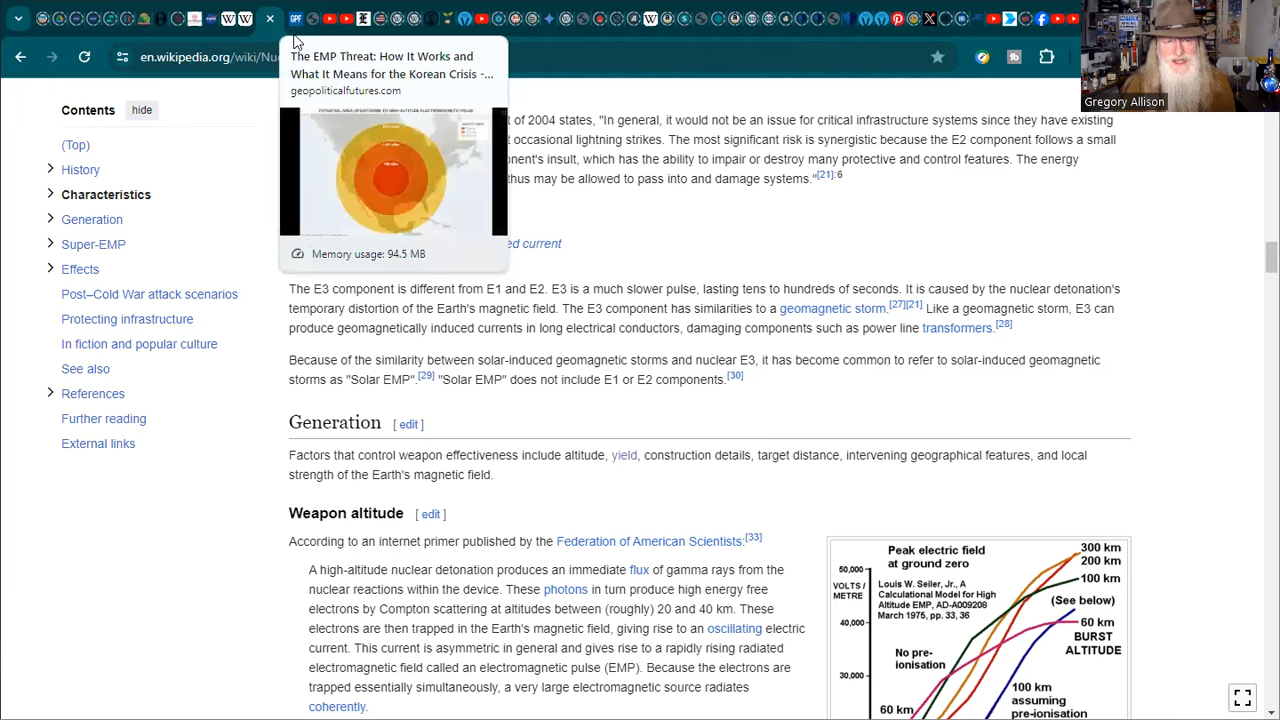 en.wikipedia.org/wiki/Nu
The EMP Threat: How It Works and
What It Means for the Korean Crisis -...
geopoliticalfutures.com
Memory usage: 94.5 MB
Gregory Allison
Contents hide
(Top)
History
Characteristics
Generation
Super-EMP
Effects
Post–Cold War attack scenarios
Protecting infrastructure
In fiction and popular culture
See also
References
Further reading
External links
t of 2004 states, "In general, it would not be an issue for critical infrastructure systems since they have existing
t occasional lightning strikes. The most significant risk is synergistic because the E2 component follows a small
onent's insult, which has the ability to impair or destroy many protective and control features. The energy
thus may be allowed to pass into and damage systems."[21]:6
ed current
The E3 component is different from E1 and E2. E3 is a much slower pulse, lasting tens to hundreds of seconds. It is caused by the nuclear detonation's
temporary distortion of the Earth's magnetic field. The E3 component has similarities to a geomagnetic storm.[27][21] Like a geomagnetic storm, E3 can
produce geomagnetically induced currents in long electrical conductors, damaging components such as power line transformers.[28]
Because of the similarity between solar-induced geomagnetic storms and nuclear E3, it has become common to refer to solar-induced geomagnetic
storms as "Solar EMP".[29] "Solar EMP" does not include E1 or E2 components.[30]
Generation [ edit ]
Factors that control weapon effectiveness include altitude, yield, construction details, target distance, intervening geographical features, and local
strength of the Earth's magnetic field.
Weapon altitude [ edit ]
According to an internet primer published by the Federation of American Scientists:[33]
A high-altitude nuclear detonation produces an immediate flux of gamma rays from the
nuclear reactions within the device. These photons in turn produce high energy free
electrons by Compton scattering at altitudes between (roughly) 20 and 40 km. These
electrons are then trapped in the Earth's magnetic field, giving rise to an oscillating electric
current. This current is asymmetric in general and gives rise to a rapidly rising radiated
electromagnetic field called an electromagnetic pulse (EMP). Because the electrons are
trapped essentially simultaneously, a very large electromagnetic source radiates
coherently.
Peak electric field
at ground zero
Louis W. Seiler, Jr., A
Calculational Model for High
Altitude EMP, AD-A009208
March 1975, pp. 33, 36
50,000
VOLTS /
METRE
40,000
30,000
300 km
200 km
100 km
(See below)
60 km
BURST
ALTITUDE
No pre-
ionisation
100 km
assuming
pre-ionisation
60 km